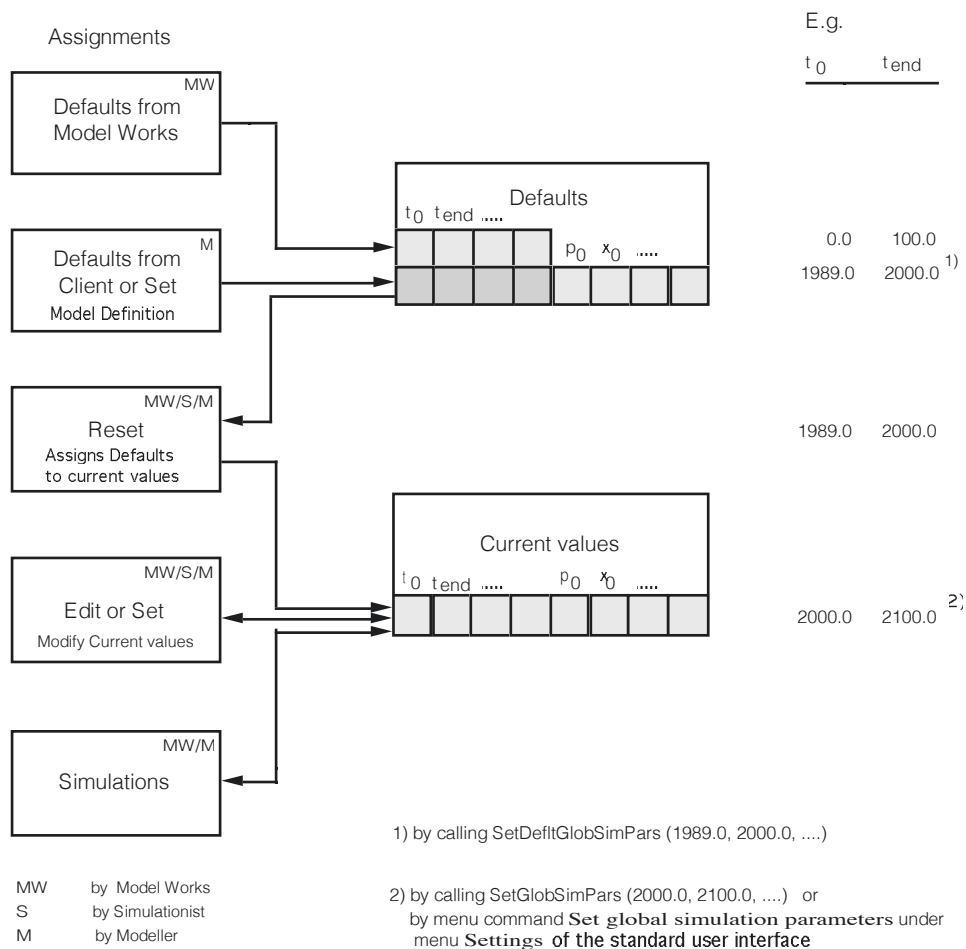 E.g.
Assignments
t0 tend
MW
Defaults from
Model Works
Defaults
t0 tend .....
M
Defaults from
Client or Set
Model Definition
p0 x0 .....
0.0 100.0
1989.0 2000.0 1)
MW/S/M
Reset
Assigns Defaults
to current values
1989.0 2000.0
Current values
t0 tend ..... p0 x0 .....
MW/S/M
Edit or Set
Modify Current values
2000.0 2100.0 2)
MW/M
Simulations
1) by calling SetDefltGlobSimPars (1989.0, 2000.0, ....)
MW by Model Works
S by Simulationist
M by Modeller
2) by calling SetGlobSimPars (2000.0, 2100.0, ....) or
by menu command Set global simulation parameters under
menu Settings of the standard user interface